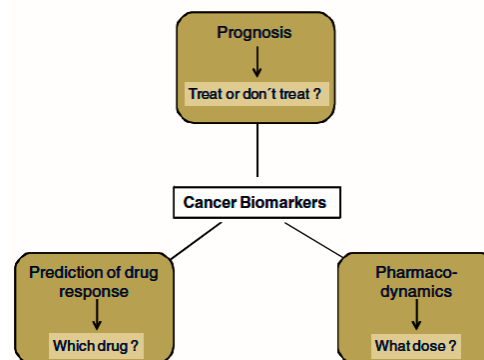 Prognosis
Treat or don´t treat ?
Cancer Biomarkers
Prediction of drug
response
Which drug ?
Pharmaco-
dynamics
What dose ?